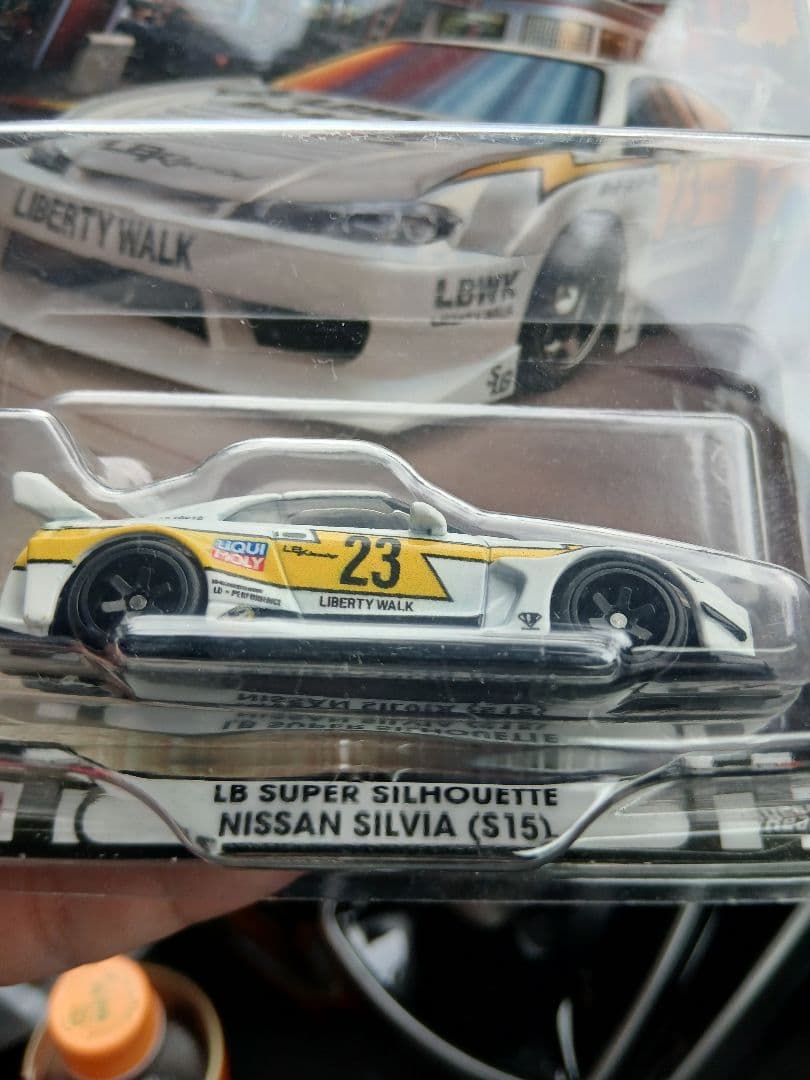 LIBERTY WALK
LBWK
LIQUI
MOLY
23
LIBERTY WALK
LB SUPER SILHOUETTE
NISSAN SILVIA (S15)